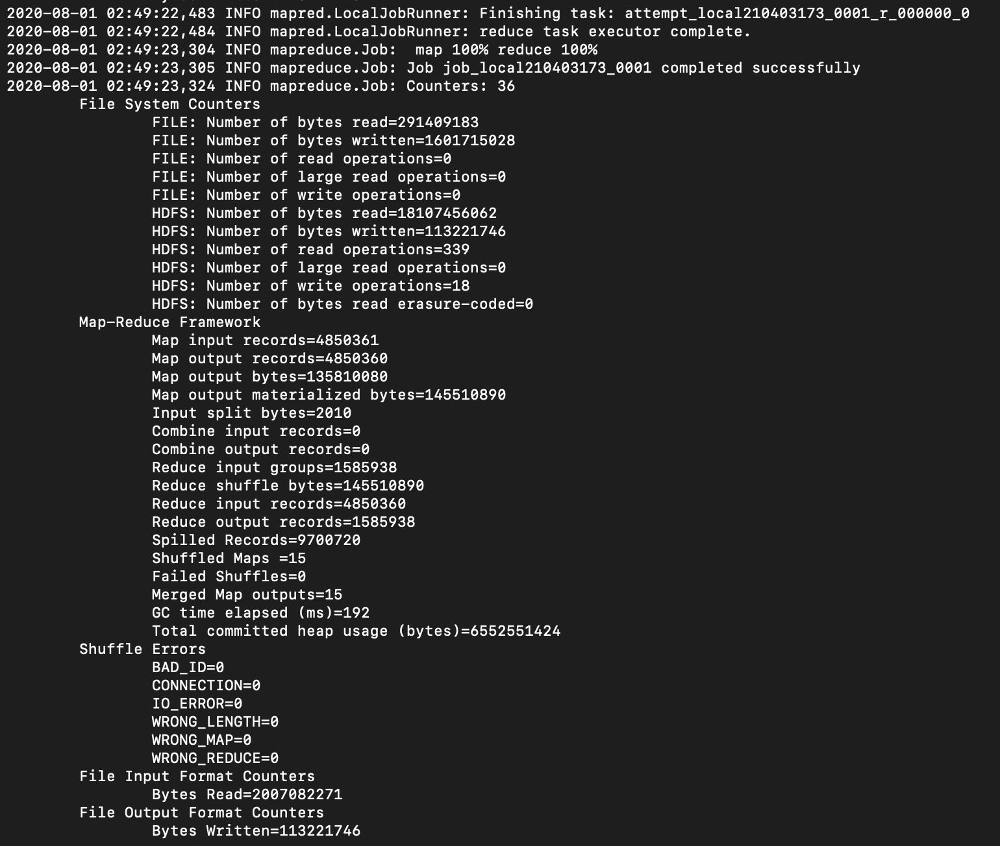 2020-08-01 02:49:22,483 INFO mapred.LocalJobRunner: Finishing task: attempt_local210403173_0001_r_000000_0
2020-08-01 02:49:22,484 INFO mapred.LocalJobRunner: reduce task executor complete.
2020-08-01 02:49:23,304 INFO mapreduce.Job:  map 100% reduce 100%
2020-08-01 02:49:23,305 INFO mapreduce.Job: Job job_local210403173_0001 completed successfully
2020-08-01 02:49:23,324 INFO mapreduce.Job: Counters: 36
File System Counters
FILE: Number of bytes read=291409183
FILE: Number of bytes written=1601715028
FILE: Number of read operations=0
FILE: Number of large read operations=0
FILE: Number of write operations=0
HDFS: Number of bytes read=18107456062
HDFS: Number of bytes written=113221746
HDFS: Number of read operations=339
HDFS: Number of large read operations=0
HDFS: Number of write operations=18
HDFS: Number of bytes read erasure-coded=0
Map-Reduce Framework
Map input records=4850361
Map output records=4850360
Map output bytes=135810080
Map output materialized bytes=145510890
Input split bytes=2010
Combine input records=0
Combine output records=0
Reduce input groups=1585938
Reduce shuffle bytes=145510890
Reduce input records=4850360
Reduce output records=1585938
Spilled Records=9700720
Shuffled Maps =15
Failed Shuffles=0
Merged Map outputs=15
GC time elapsed (ms)=192
Total committed heap usage (bytes)=6552551424
Shuffle Errors
BAD_ID=0
CONNECTION=0
IO_ERROR=0
WRONG_LENGTH=0
WRONG_MAP=0
WRONG_REDUCE=0
File Input Format Counters
Bytes Read=2007082271
File Output Format Counters
Bytes Written=113221746